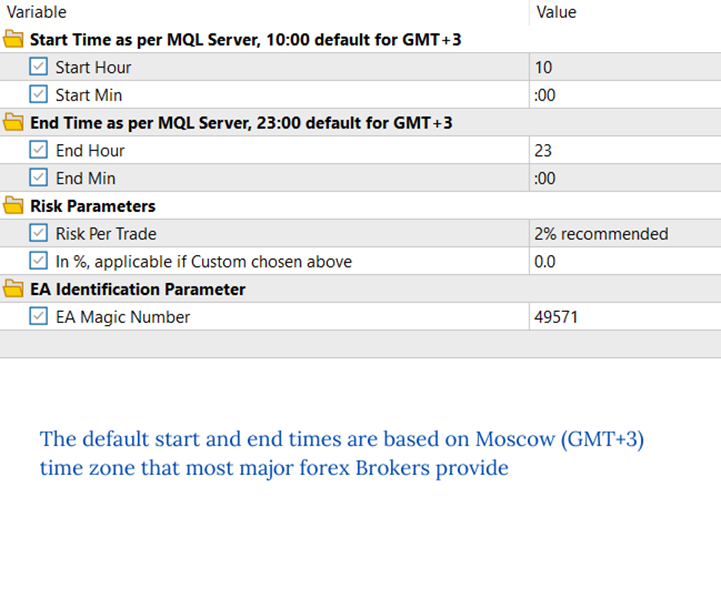 Variable Value
Start Time as per MQL Server, 10:00 default for GMT+3
Start Hour 10
Start Min :00
End Time as per MQL Server, 23:00 default for GMT+3
End Hour 23
End Min :00
Risk Parameters
Risk Per Trade 2% recommended
In %, applicable if Custom chosen above 0.0
EA Identification Parameter
EA Magic Number 49571
The default start and end times are based on Moscow (GMT+3)
time zone that most major forex Brokers provide